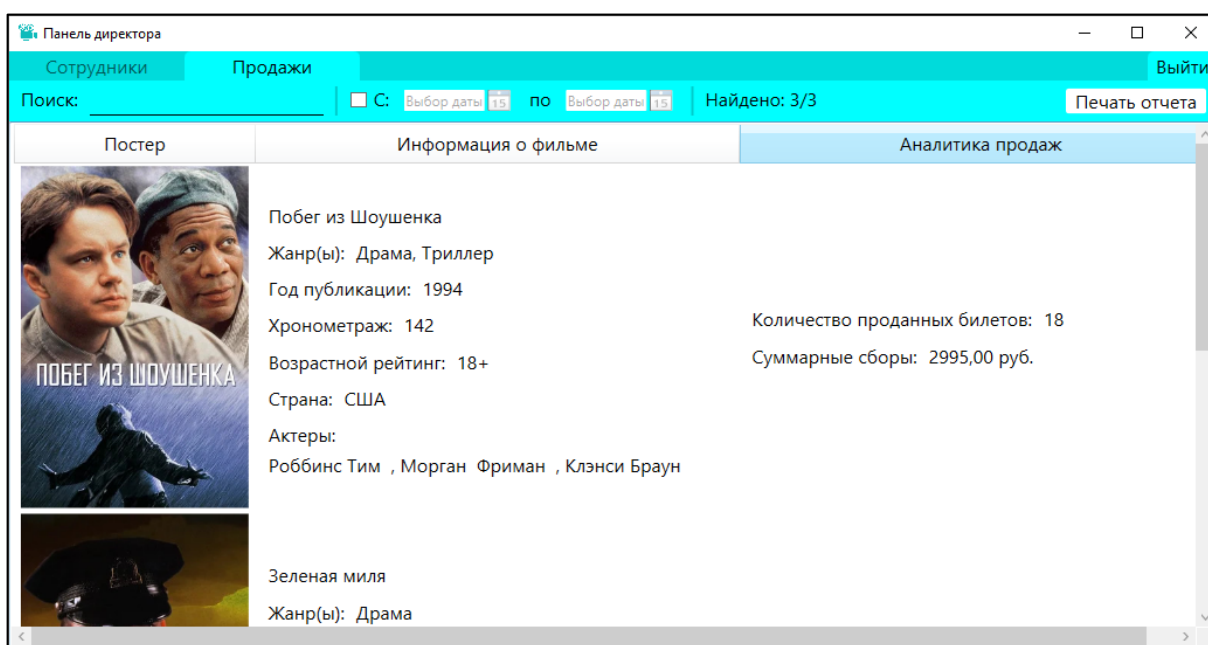 Панель директора
Сотрудники Продажи Выйти
Поиск: С: Выбор даты 15 по Выбор даты 15 Найдено: 3/3 Печать отчета
Постер Информация о фильме Аналитика продаж
ПОБЕГ ИЗ ШОУШЕНКА
Побег из Шоушенка
Жанр(ы): Драма, Триллер
Год публикации: 1994
Хронометраж: 142
Возрастной рейтинг: 18+
Страна: США
Актеры:
Роббинс Тим , Морган Фриман , Клэнси Браун
Количество проданных билетов: 18
Суммарные сборы: 2995,00 руб.
Зеленая миля
Жанр(ы): Драма